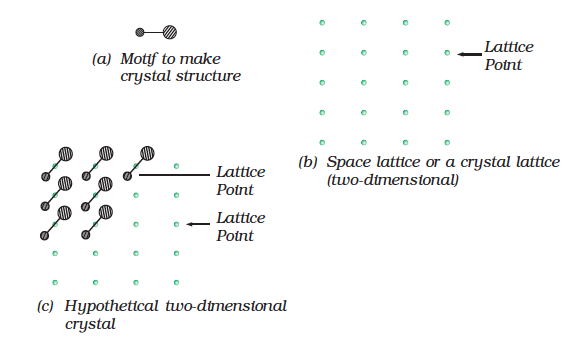 (a) Motif to make
crystal structure
Lattice
Point
(b) Space lattice or a crystal lattice
(two-dimensional)
Lattice
Point
Lattice
Point
(c) Hypothetical two-dimensional
crystal